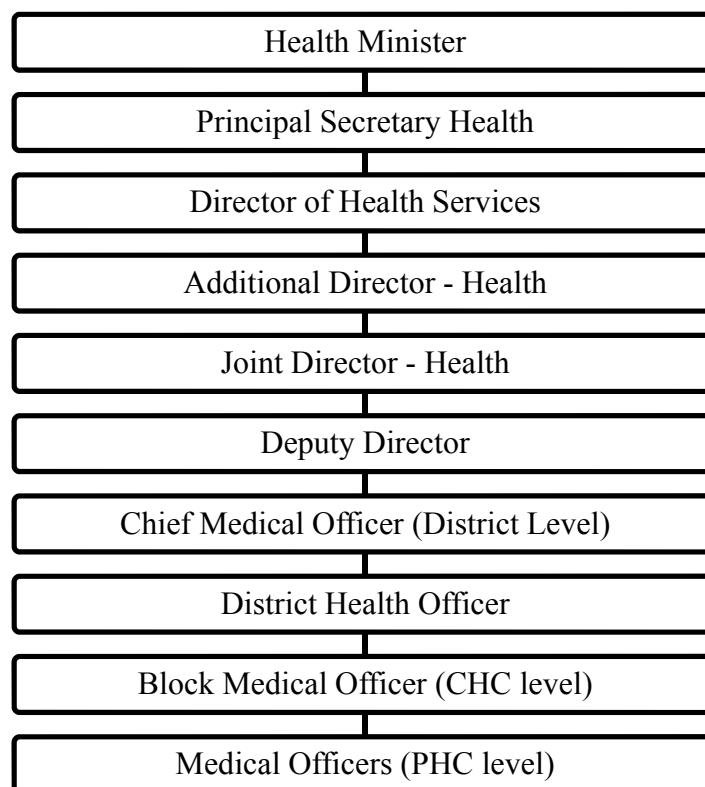 Health Minister
Principal Secretary Health
Director of Health Services
Additional Director - Health
Joint Director - Health
Deputy Director
Chief Medical Officer (District Level)
District Health Officer
Block Medical Officer (CHC level)
Medical Officers (PHC level)